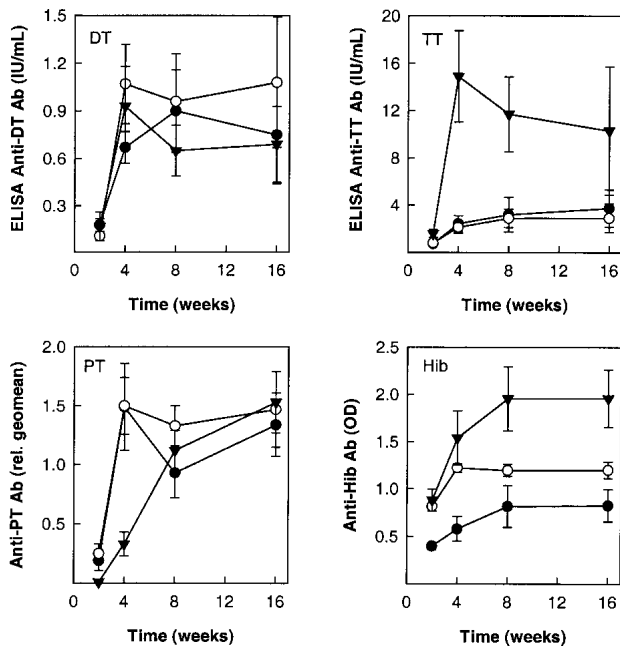 DT
ELISA Anti-DT Ab (IU/mL)
1.5
1.2
0.9
0.6
0.3
0 4 8 12 16
Time (weeks)
TT
ELISA Anti-TT Ab (IU/mL)
20
16
12
8
4
0 4 8 12 16
Time (weeks)
PT
Anti-PT Ab (rel. geomean)
2.0
1.5
1.0
0.5
0 4 8 12 16
Time (weeks)
Hib
Anti-Hib Ab (OD)
2.5
2.0
1.5
1.0
0.5
0 4 8 12 16
Time (weeks)